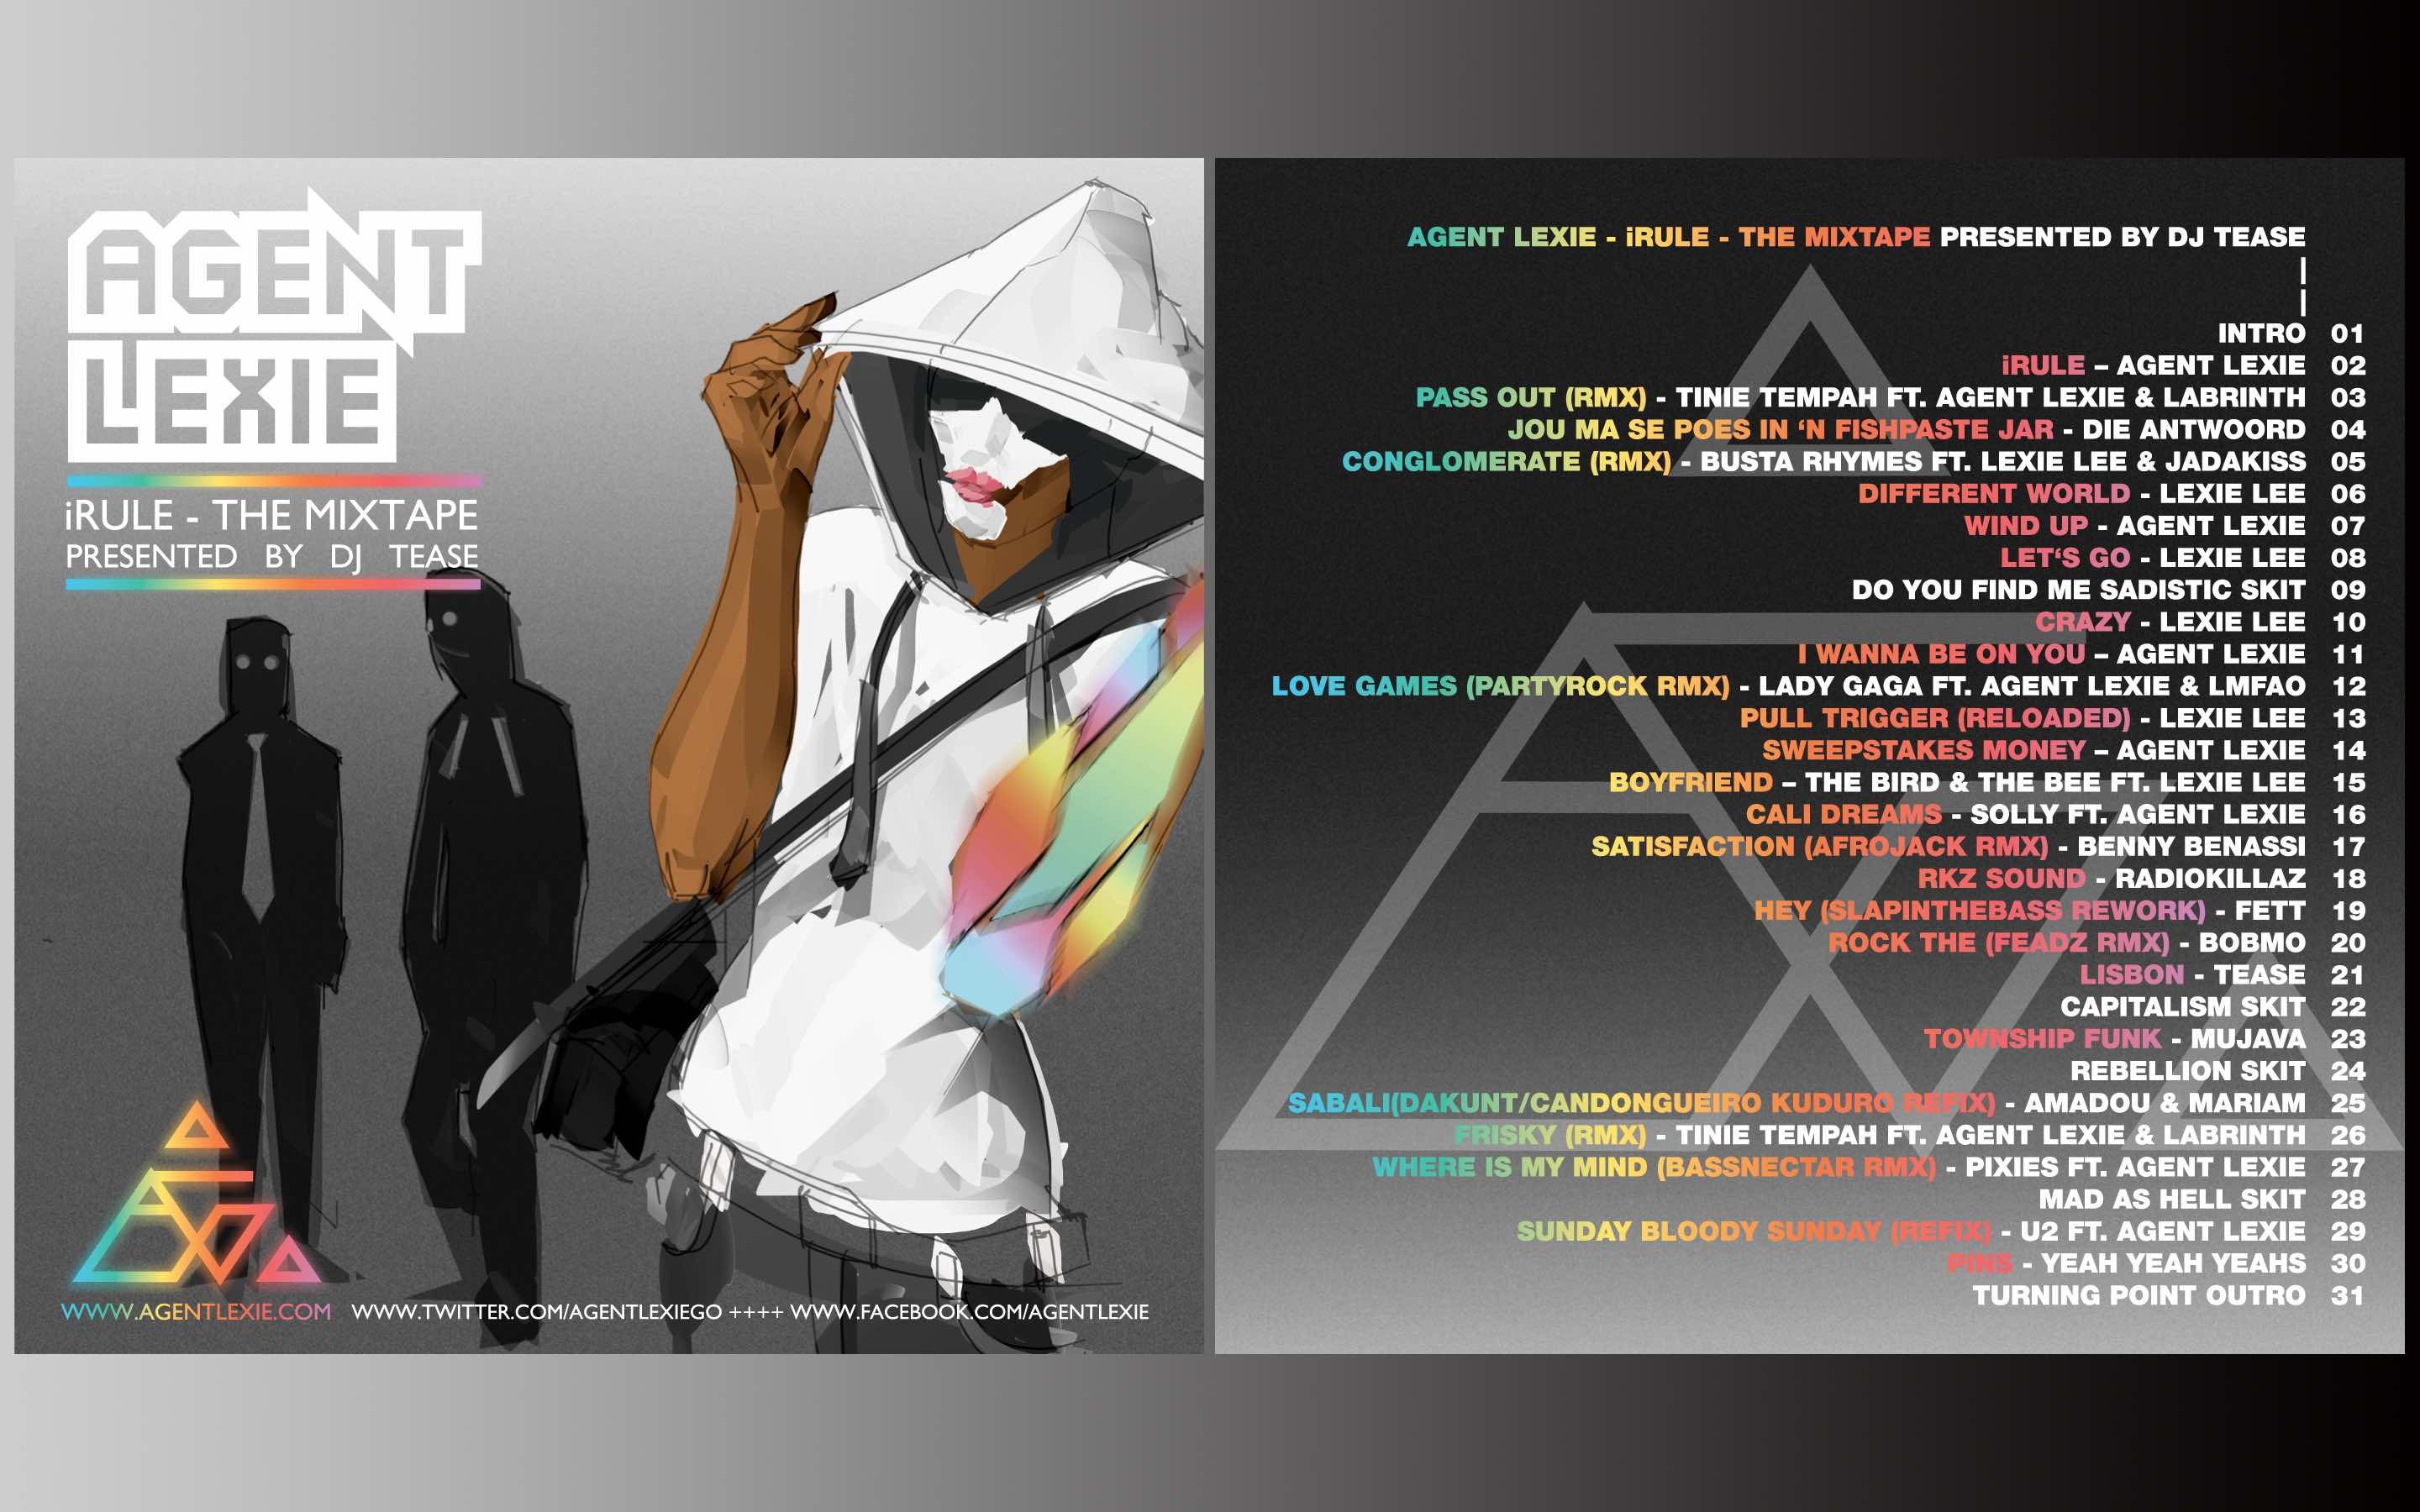 AGENT
LEXIE
iRULE - THE MIXTAPE
PRESENTED BY DJ TEASE
WWW.AGENTLEXIE.COM WWW.TWITTER.COM/AGENTLEXIEGO ++++ WWW.FACEBOOK.COM/AGENTLEXIE
AGENT LEXIE - iRULE - THE MIXTAPE PRESENTED BY DJ TEASE
|
|
INTRO 01
iRULE – AGENT LEXIE 02
PASS OUT (RMX) - TINIE TEMPAH FT. AGENT LEXIE & LABRINTH 03
JOU MA SE POES IN ‘N FISHPASTE JAR - DIE ANTWOORD 04
CONGLOMERATE (RMX) - BUSTA RHYMES FT. LEXIE LEE & JADAKISS 05
DIFFERENT WORLD - LEXIE LEE 06
WIND UP - AGENT LEXIE 07
LET‘S GO - LEXIE LEE 08
DO YOU FIND ME SADISTIC SKIT 09
CRAZY - LEXIE LEE 10
I WANNA BE ON YOU – AGENT LEXIE 11
LOVE GAMES (PARTYROCK RMX) - LADY GAGA FT. AGENT LEXIE & LMFAO 12
PULL TRIGGER (RELOADED) - LEXIE LEE 13
SWEEPSTAKES MONEY – AGENT LEXIE 14
BOYFRIEND – THE BIRD & THE BEE FT. LEXIE LEE 15
CALI DREAMS - SOLLY FT. AGENT LEXIE 16
SATISFACTION (AFROJACK RMX) - BENNY BENASSI 17
RKZ SOUND - RADIOKILLAZ 18
HEY (SLAPINTHEBASS REWORK) - FETT 19
ROCK THE (FEADZ RMX) - BOBMO 20
LISBON - TEASE 21
CAPITALISM SKIT 22
TOWNSHIP FUNK - MUJAVA 23
REBELLION SKIT 24
SABALI(DAKUNT/CANDONGUEIRO KUDURO REFIX) - AMADOU & MARIAM 25
FRISKY (RMX) - TINIE TEMPAH FT. AGENT LEXIE & LABRINTH 26
WHERE IS MY MIND (BASSNECTAR RMX) - PIXIES FT. AGENT LEXIE 27
MAD AS HELL SKIT 28
SUNDAY BLOODY SUNDAY (REFIX) - U2 FT. AGENT LEXIE 29
PINS - YEAH YEAH YEAHS 30
TURNING POINT OUTRO 31